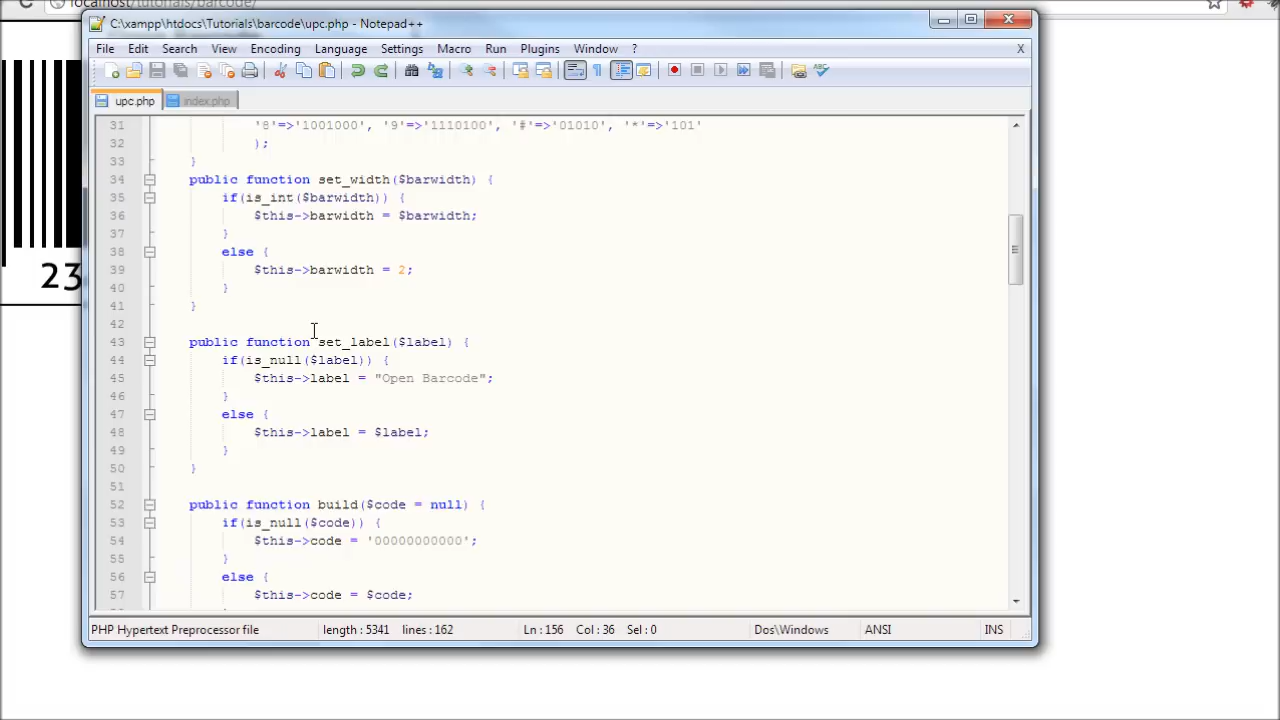 localhost/tutorials/barcode/
C:\xampp\htdocs\Tutorials\barcode\upc.php - Notepad++
File Edit Search View Encoding Language Settings Macro Run Plugins Window ? X
upc.php index.php
31 '8'=>'1001000', '9'=>'1110100', '#'=>'01010', '*'=>'101'
32 );
33 }
34 public function set_width($barwidth) {
35 if(is_int($barwidth)) {
36 $this->barwidth = $barwidth;
37 }
38 else {
39 $this->barwidth = 2;
40 }
41 }
42
43 public function set_label($label) {
44 if(is_null($label)) {
45 $this->label = "Open Barcode";
46 }
47 else {
48 $this->label = $label;
49 }
50 }
51
52 public function build($code = null) {
53 if(is_null($code)) {
54 $this->code = '00000000000';
55 }
56 else {
57 $this->code = $code;
23
PHP Hypertext Preprocessor file length : 5341 lines : 162 Ln : 156 Col : 36 Sel : 0 Dos\Windows ANSI INS